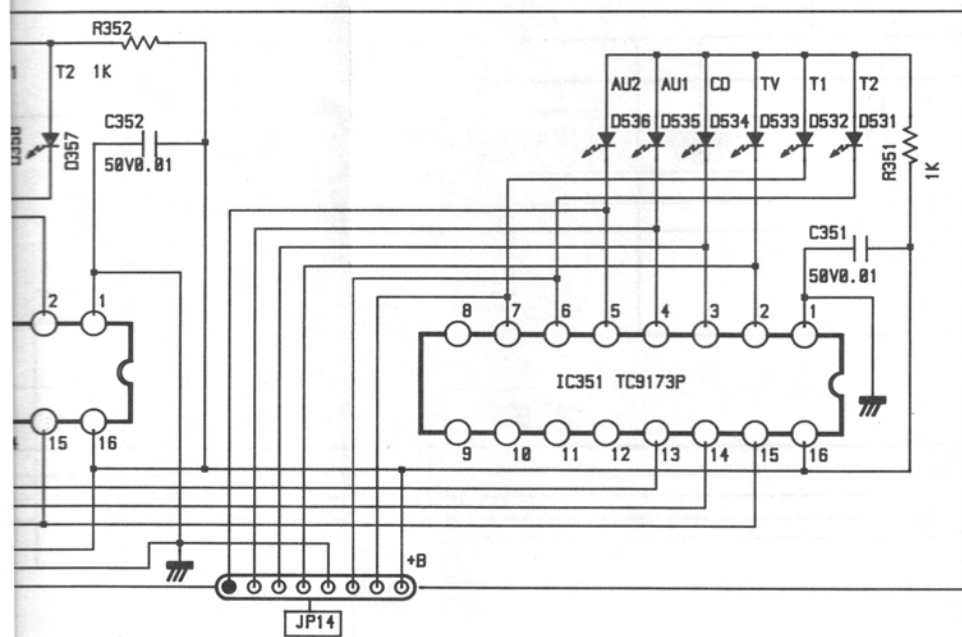 R352
T2 1K
C352
50V0.01
D357
AU2 AU1 CD TV T1 T2
D536 D535 D534 D533 D532 D531
R351
1K
C351
50V0.01
2 1
8 7 6 5 4 3 2 1
IC351 TC9173P
15 16
9 10 11 12 13 14 15 16
+B
JP14